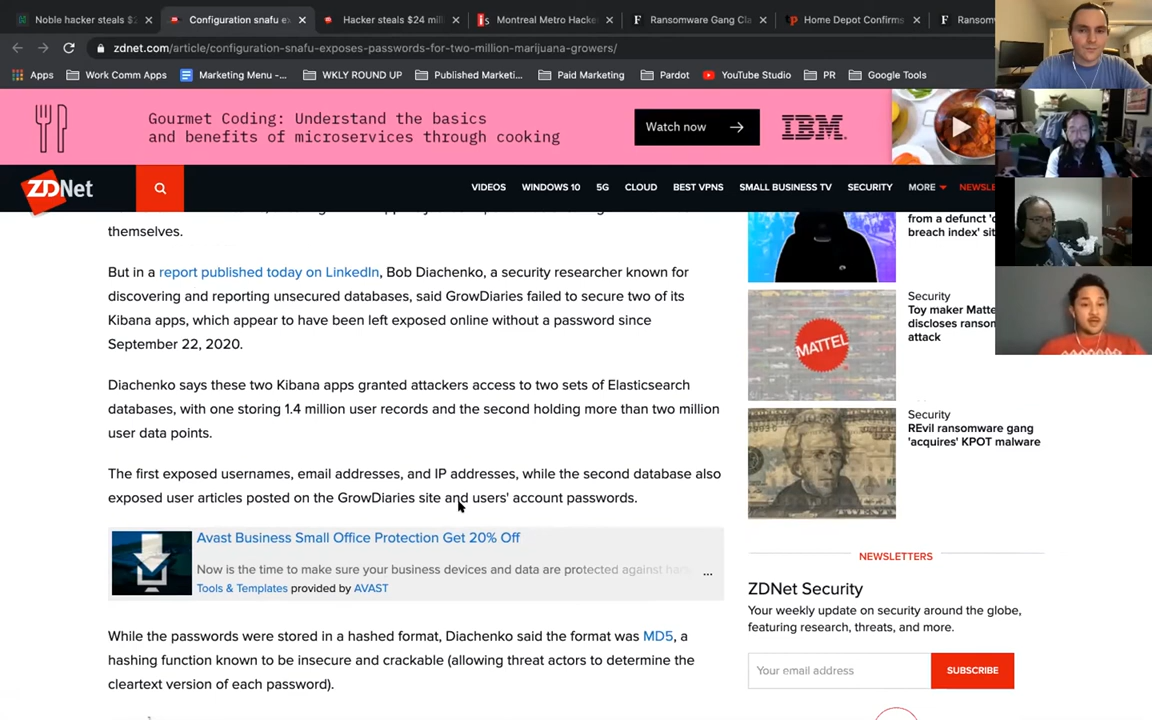 Noble hacker steals $2
Configuration snafu ex
Hacker steals $24 mill
Montreal Metro Hacke
Ransomware Gang Cla
Home Depot Confirms
Ransom
zdnet.com/article/configuration-snafu-exposes-passwords-for-two-million-marijuana-growers/
Apps
Work Comm Apps
Marketing Menu -...
WKLY ROUND UP
Published Marketi...
Paid Marketing
Pardot
YouTube Studio
PR
Google Tools
Gourmet Coding: Understand the basics
and benefits of microservices through cooking
Watch now
IBM
ZDNet
VIDEOS
WINDOWS 10
5G
CLOUD
BEST VPNS
SMALL BUSINESS TV
SECURITY
MORE
NEWSLE
themselves.
But in a report published today on LinkedIn, Bob Diachenko, a security researcher known for
discovering and reporting unsecured databases, said GrowDiaries failed to secure two of its
Kibana apps, which appear to have been left exposed online without a password since
September 22, 2020.
Diachenko says these two Kibana apps granted attackers access to two sets of Elasticsearch
databases, with one storing 1.4 million user records and the second holding more than two million
user data points.
The first exposed usernames, email addresses, and IP addresses, while the second database also
exposed user articles posted on the GrowDiaries site and users' account passwords.
Avast Business Small Office Protection Get 20% Off
Now is the time to make sure your business devices and data are protected against
...
Tools & Templates provided by AVAST
While the passwords were stored in a hashed format, Diachenko said the format was MD5, a
hashing function known to be insecure and crackable (allowing threat actors to determine the
cleartext version of each password).
from a defunct '
breach index' sit
MATTEL
Security
Toy maker Matte
discloses ranson
attack
Security
REvil ransomware gang
'acquires' KPOT malware
NEWSLETTERS
ZDNet Security
Your weekly update on security around the globe,
featuring research, threats, and more.
Your email address
SUBSCRIBE